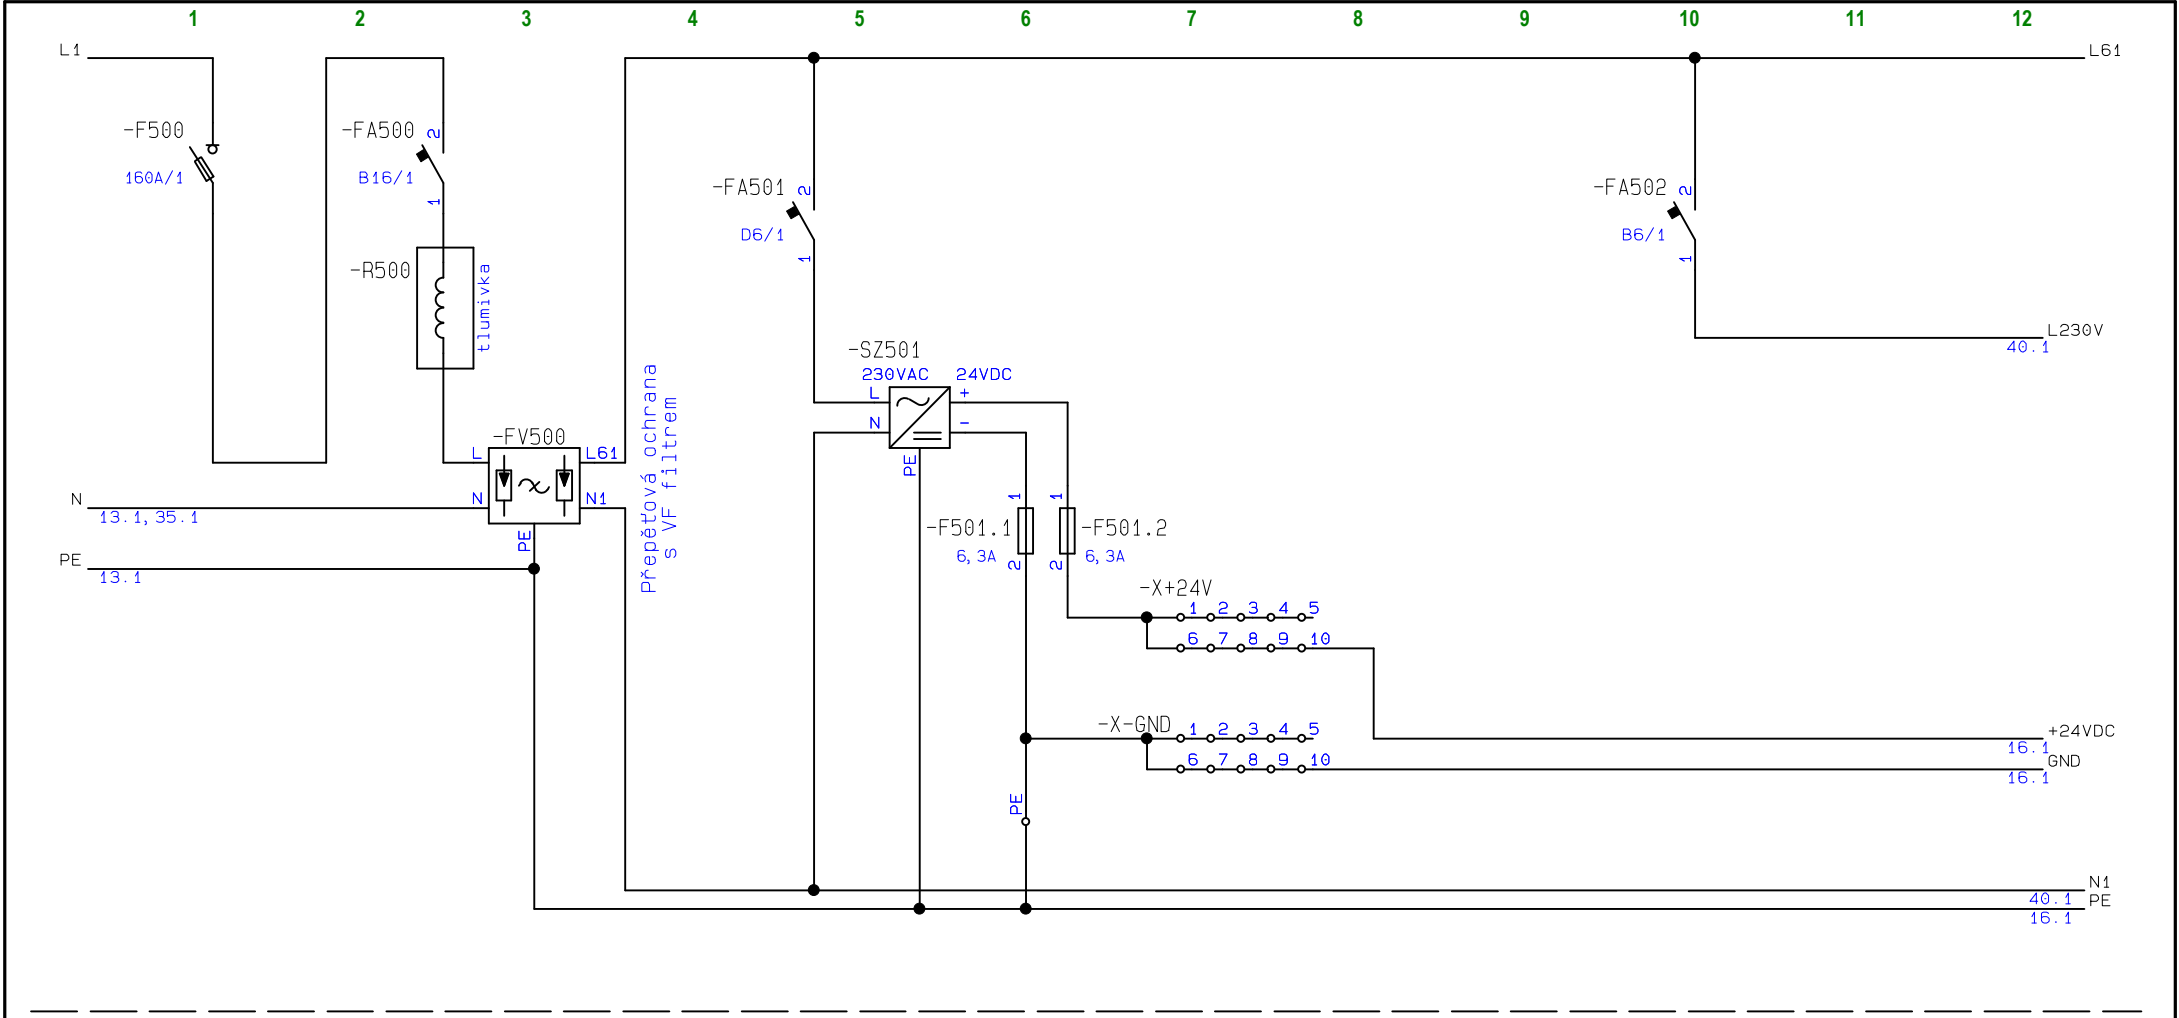 1 2 3 4 5 6 7 8 9 10 11 12
L1
L61
-F500
160A/1
-FA500
2
B16/1
1
-FA501
2
D6/1
1
-FA502
2
B6/1
1
-R500
tlumivka
L230V
40.1
-SZ501
230VAC 24VDC
L
+
N
-
PE
-FV500
L
L61
N
N1
PE
Přepěťová ochrana
s VF filtrem
N
13.1, 35.1
PE
13.1
1
-F501.1
6,3A
2
1
-F501.2
6,3A
2
-X+24V
1 2 3 4 5
6 7 8 9 10
-X-GND
1 2 3 4 5
6 7 8 9 10
+24VDC
16.1
GND
16.1
PE
N1
40.1
PE
16.1